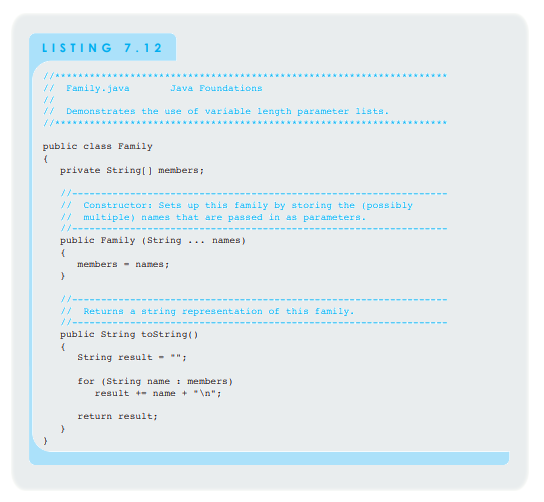 LISTING 7.12
//********************************************************************
//  Family.java       Java Foundations
//
//  Demonstrates the use of variable length parameter lists.
//********************************************************************
public class Family
{
   private String[] members;
   //-----------------------------------------------------------------
   //  Constructor: Sets up this family by storing the (possibly
   //  multiple) names that are passed in as parameters.
   //-----------------------------------------------------------------
   public Family (String ... names)
   {
      members = names;
   }
   //-----------------------------------------------------------------
   //  Returns a string representation of this family.
   //-----------------------------------------------------------------
   public String toString()
   {
      String result = "";
      for (String name : members)
         result += name + "\n";
      return result;
   }
}